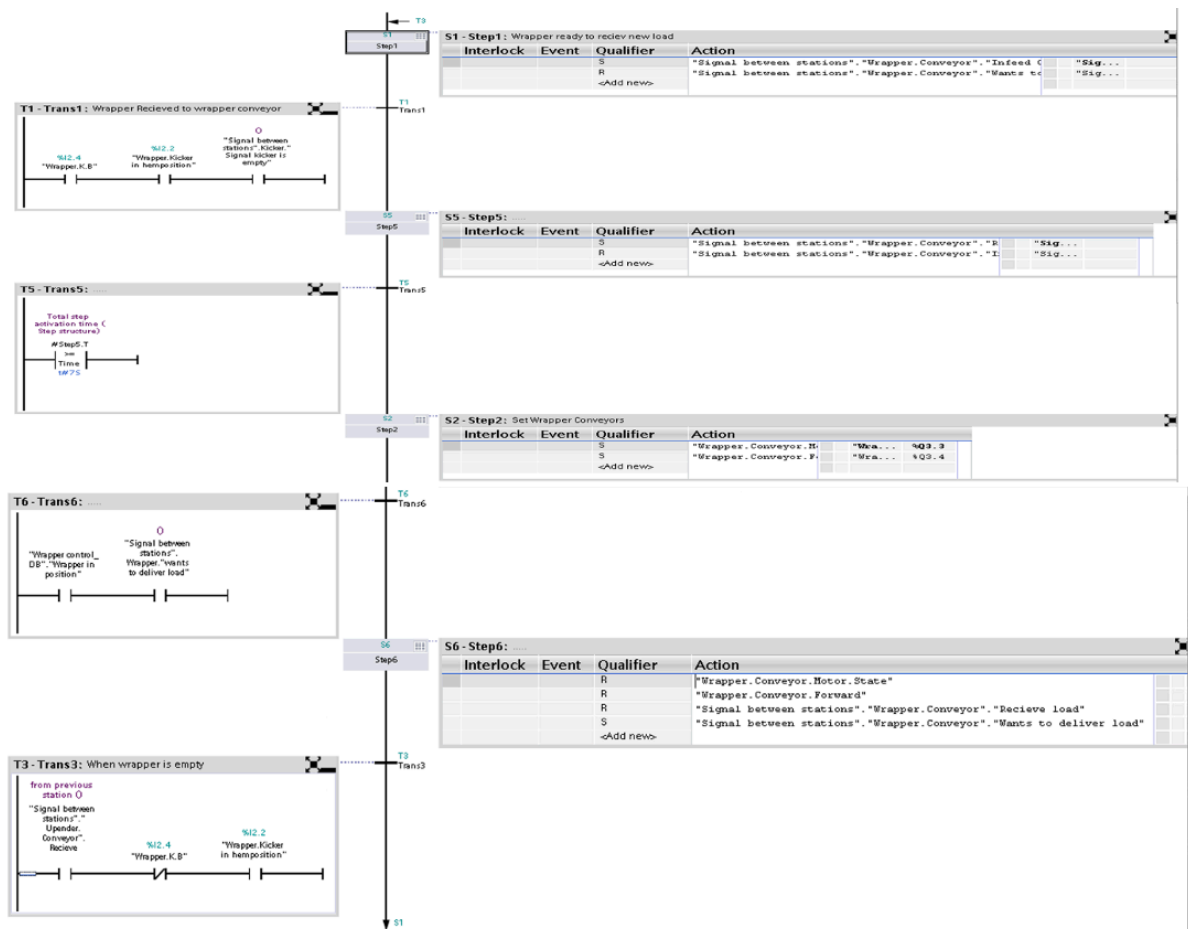 T3
S1
Step1
S1 - Step1: Wrapper ready to reciev new load
Interlock Event Qualifier Action
S "Signal between stations"."Wrapper.Conveyor"."Infeed "Sig...
R "Signal between stations"."Wrapper.Conveyor"."Wants to "Sig...
<Add new>
T1 - Trans1: Wrapper Recieved to wrapper conveyor
T1
Trans1
()
"Signal between
stations".Kicker."
Signal kicker is
empty"
%I2.4
"Wrapper.K.B"
%I2.2
"Wrapper.Kicker
in hemposition"
S5
Step5
S5 - Step5: .....
Interlock Event Qualifier Action
S "Signal between stations"."Wrapper.Conveyor"."R "Sig...
R "Signal between stations"."Wrapper.Conveyor"."I "Sig...
<Add new>
T5 - Trans5: .....
T5
Trans5
Total step
activation time (
Step structure)
#Step5.T
>=
Time
t#7S
S2
Step2
S2 - Step2: Set Wrapper Conveyors
Interlock Event Qualifier Action
S "Wrapper.Conveyor.M "Wra... %Q3.3
S "Wrapper.Conveyor.F "Wra... %Q3.4
<Add new>
T6 - Trans6: .....
T6
Trans6
"Wrapper control_
DB"."Wrapper in
position"
()
"Signal between
stations".
Wrapper."wants
to deliver load"
S6
Step6
S6 - Step6: .....
Interlock Event Qualifier Action
R "Wrapper.Conveyor.Motor.State"
R "Wrapper.Conveyor.Forward"
R "Signal between stations"."Wrapper.Conveyor"."Recieve load"
S "Signal between stations"."Wrapper.Conveyor"."Wants to deliver load"
<Add new>
T3 - Trans3: When wrapper is empty
T3
Trans3
from previous
station ()
"Signal between
stations"."
Upender.
Conveyor".
Recieve
%I2.4
"Wrapper.K.B"
%I2.2
"Wrapper.Kicker
in hemposition"
S1